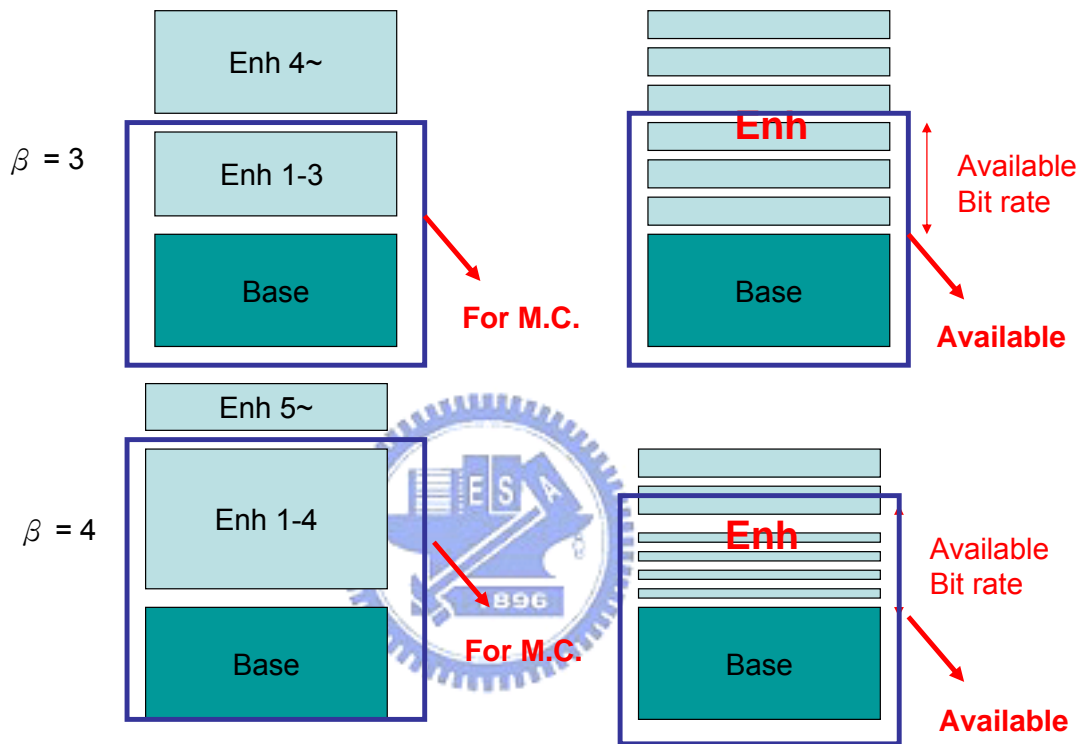 Enh 4~
β = 3
Enh 1-3
Base
For M.C.
Enh
Available
Bit rate
Base
Available
Enh 5~
β = 4
Enh 1-4
Base
For M.C.
E S A
1896
Enh
Available
Bit rate
Base
Available